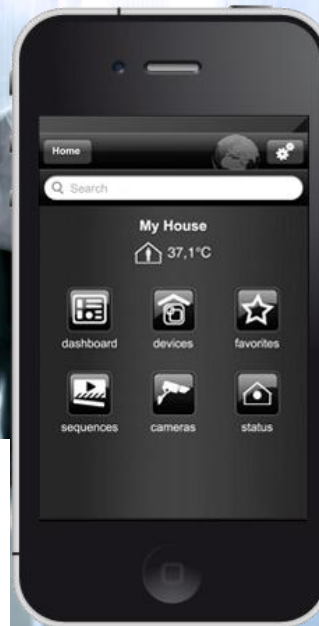 Home
Search
My House
37,1°C
dashboard devices favorites
sequences cameras status